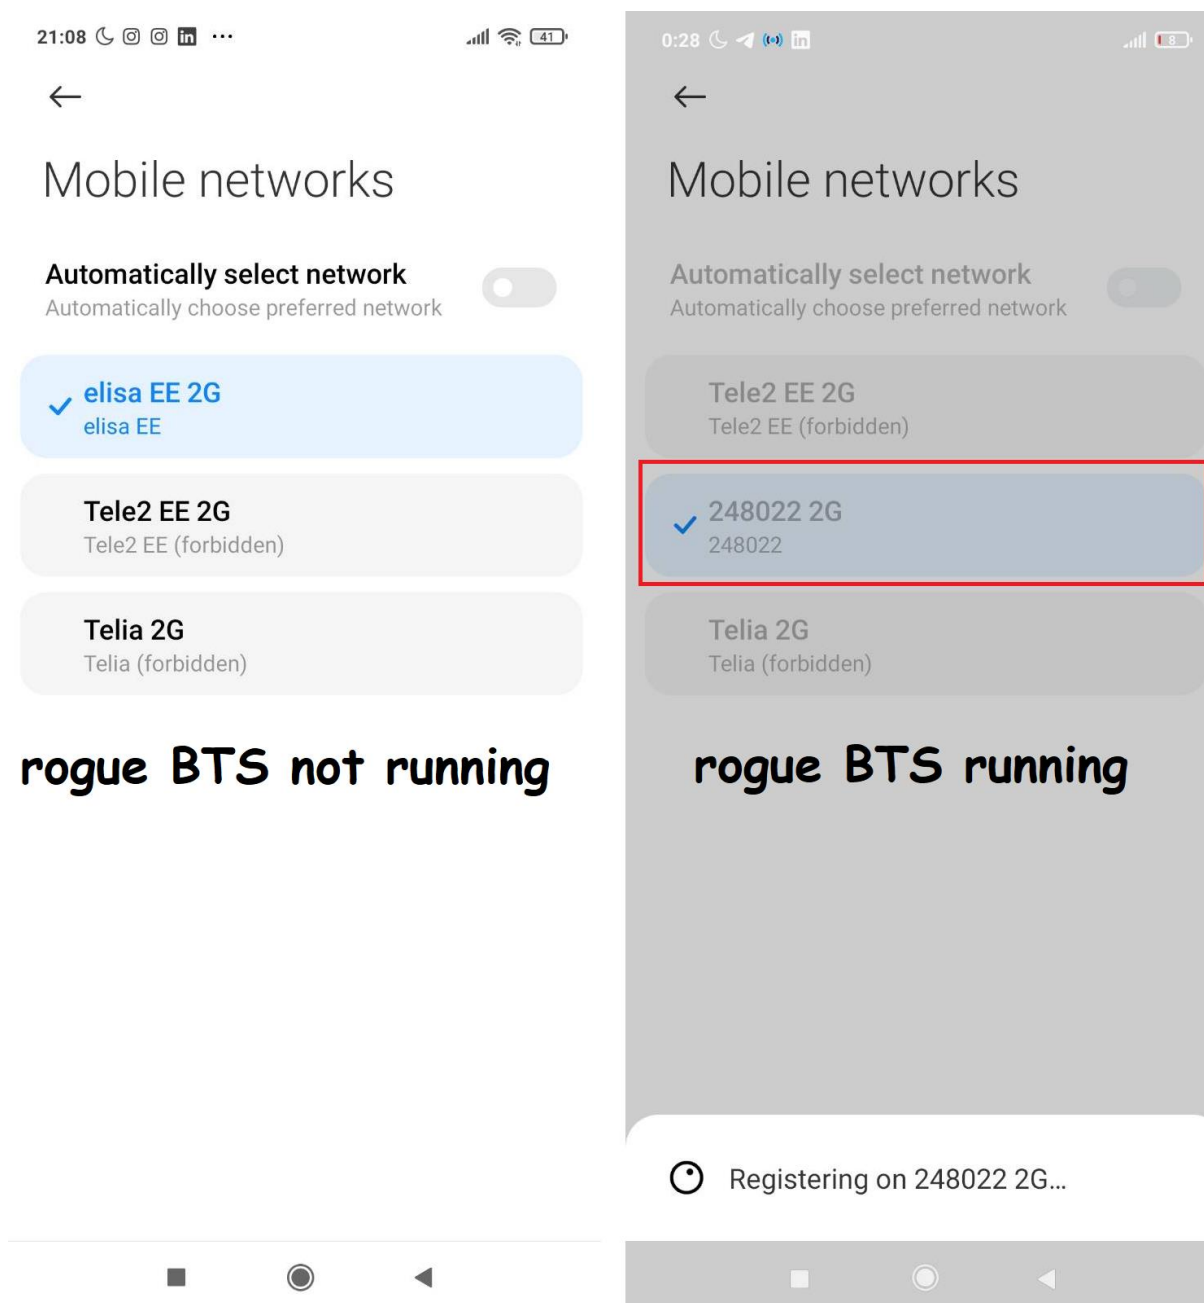 21:08 in ... 41
Mobile networks
Automatically select network
Automatically choose preferred network
elisa EE 2G
elisa EE
Tele2 EE 2G
Tele2 EE (forbidden)
Telia 2G
Telia (forbidden)
rogue BTS not running
0:28 in 8
Mobile networks
Automatically select network
Automatically choose preferred network
Tele2 EE 2G
Tele2 EE (forbidden)
248022 2G
248022
Telia 2G
Telia (forbidden)
rogue BTS running
Registering on 248022 2G...